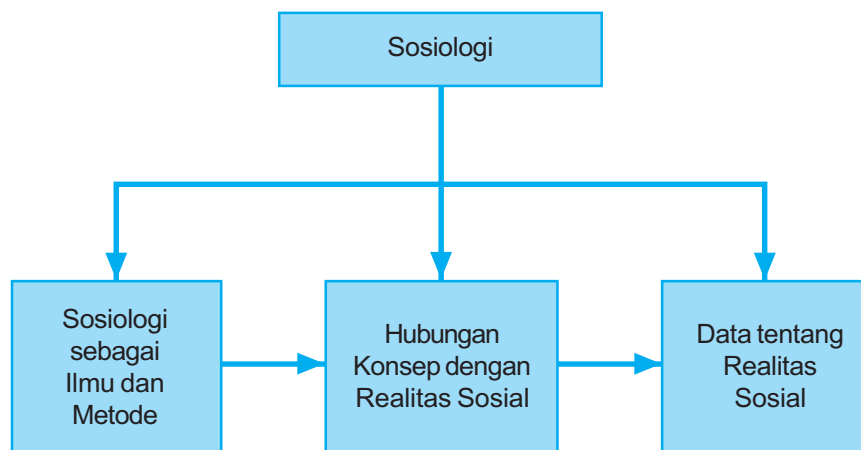 Sosiologi
Sosiologi
sebagai
Ilmu dan
Metode
Hubungan
Konsep dengan
Realitas Sosial
Data tentang
Realitas
Sosial